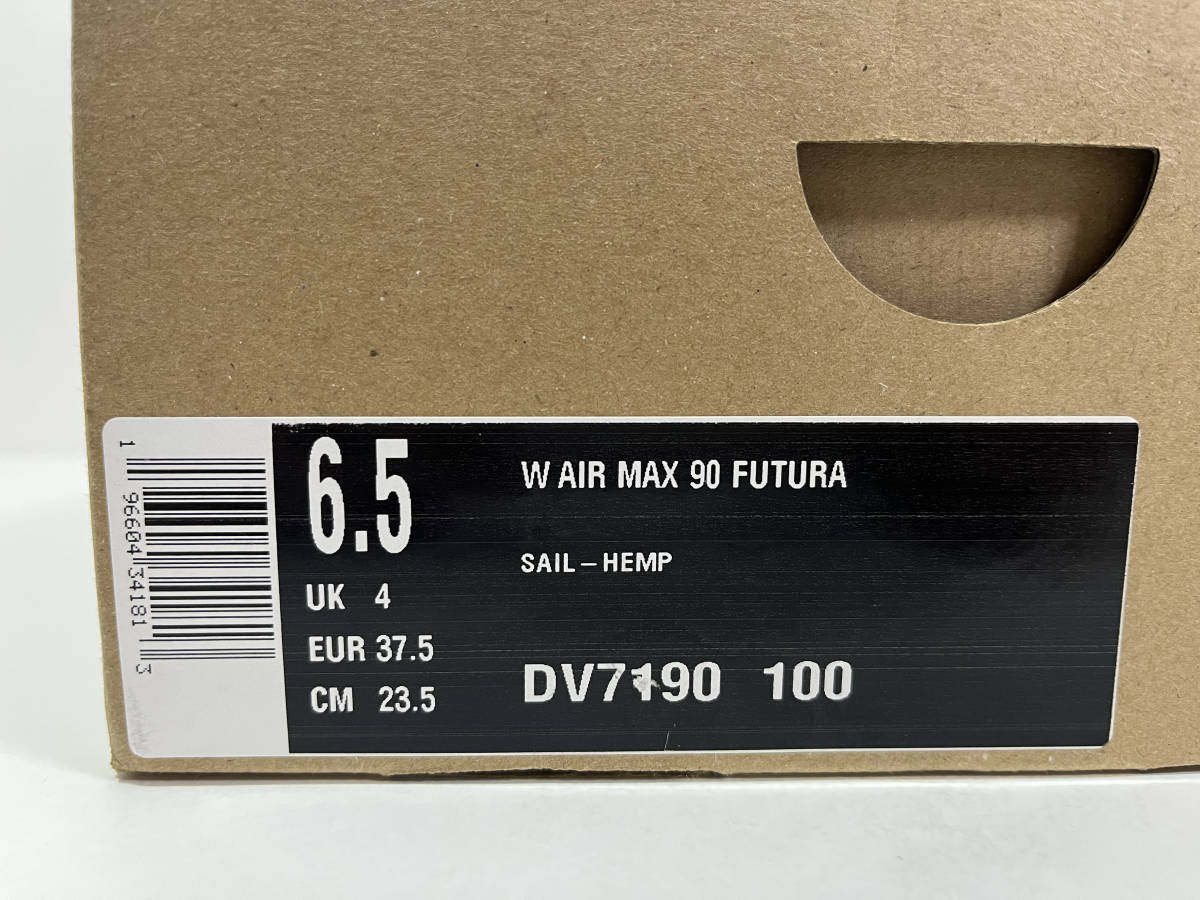 1 96604 34181 3
6.5
W AIR MAX 90 FUTURA
SAIL-HEMP
UK 4
EUR 37.5
CM 23.5
DV7190 100